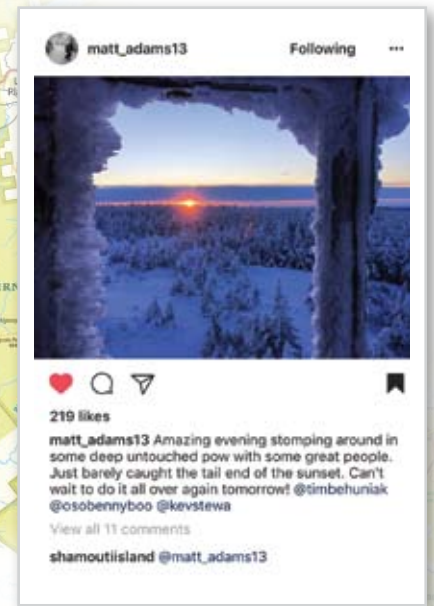 matt_adams13 Following ...
219 likes
matt_adams13 Amazing evening stomping around in
some deep untouched pow with some great people.
Just barely caught the tail end of the sunset. Can't
wait to do it all over again tomorrow! @timbehuniak
@osobennyboo @kevstewa
View all 11 comments
shamoutiisland @matt_adams13